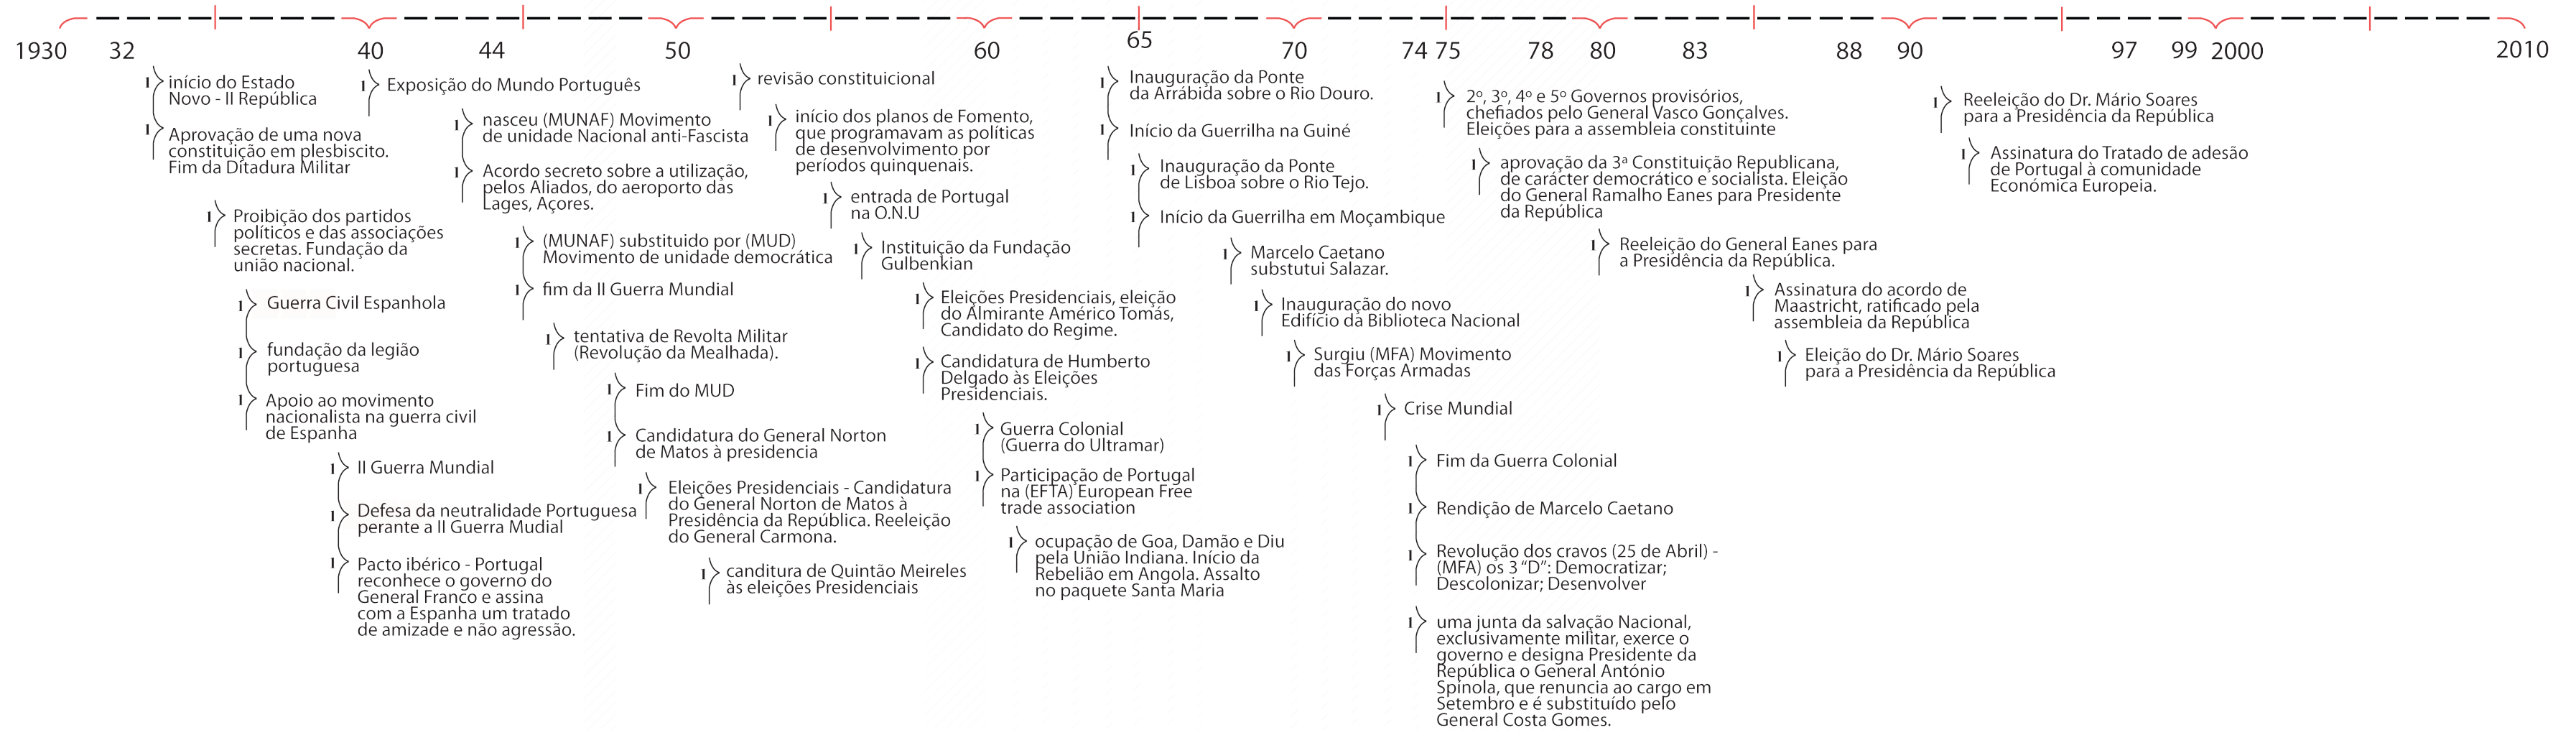 1930 32 40 44 50 60 65 70 74 75 78 80 83 88 90 97 99 2000 2010
início do Estado
Novo - II República
Aprovação de uma nova
constituição em plesbiscito.
Fim da Ditadura Militar
Proibição dos partidos
políticos e das associações
secretas. Fundação da
união nacional.
Guerra Civil Espanhola
fundação da legião
portuguesa
Apoio ao movimento
nacionalista na guerra civil
de Espanha
II Guerra Mundial
Defesa da neutralidade Portuguesa
perante a II Guerra Mudial
Pacto ibérico - Portugal
reconhece o governo do
General Franco e assina
com a Espanha um tratado
de amizade e não agressão.
Exposição do Mundo Português
nasceu (MUNAF) Movimento
de unidade Nacional anti-Fascista
Acordo secreto sobre a utilização,
pelos Aliados, do aeroporto das
Lages, Açores.
(MUNAF) substituido por (MUD)
Movimento de unidade democrática
fim da II Guerra Mundial
tentativa de Revolta Militar
(Revolução da Mealhada).
Fim do MUD
Candidatura do General Norton
de Matos à presidencia
Eleições Presidenciais - Candidatura
do General Norton de Matos à
Presidência da República. Reeleição
do General Carmona.
canditura de Quintão Meireles
às eleições Presidenciais
revisão constituicional
início dos planos de Fomento,
que programavam as políticas
de desenvolvimento por
períodos quinquenais.
entrada de Portugal
na O.N.U
Instituição da Fundação
Gulbenkian
Eleições Presidenciais, eleição
do Almirante Américo Tomás,
Candidato do Regime.
Candidatura de Humberto
Delgado às Eleições
Presidenciais.
Guerra Colonial
(Guerra do Ultramar)
Participação de Portugal
na (EFTA) European Free
trade association
ocupação de Goa, Damão e Diu
pela União Indiana. Início da
Rebelião em Angola. Assalto
no paquete Santa Maria
Inauguração da Ponte
da Arrábida sobre o Rio Douro.
Início da Guerrilha na Guiné
Inauguração da Ponte
de Lisboa sobre o Rio Tejo.
Início da Guerrilha em Moçambique
Marcelo Caetano
substutui Salazar.
Inauguração do novo
Edifício da Biblioteca Nacional
Surgiu (MFA) Movimento
das Forças Armadas
Crise Mundial
Fim da Guerra Colonial
Rendição de Marcelo Caetano
Revolução dos cravos (25 de Abril) -
(MFA) os 3 “D”: Democratizar;
Descolonizar; Desenvolver
uma junta da salvação Nacional,
exclusivamente militar, exerce o
governo e designa Presidente da
República o General António
Spinola, que renuncia ao cargo em
Setembro e é substituído pelo
General Costa Gomes.
2º, 3º, 4º e 5º Governos provisórios,
chefiados pelo General Vasco Gonçalves.
Eleições para a assembleia constituinte
aprovação da 3ª Constituição Republicana,
de carácter democrático e socialista. Eleição
do General Ramalho Eanes para Presidente
da República
Reeleição do General Eanes para
a Presidência da República.
Assinatura do acordo de
Maastricht, ratificado pela
assembleia da República
Eleição do Dr. Mário Soares
para a Presidência da República
Reeleição do Dr. Mário Soares
para a Presidência da República
Assinatura do Tratado de adesão
de Portugal à comunidade
Económica Europeia.